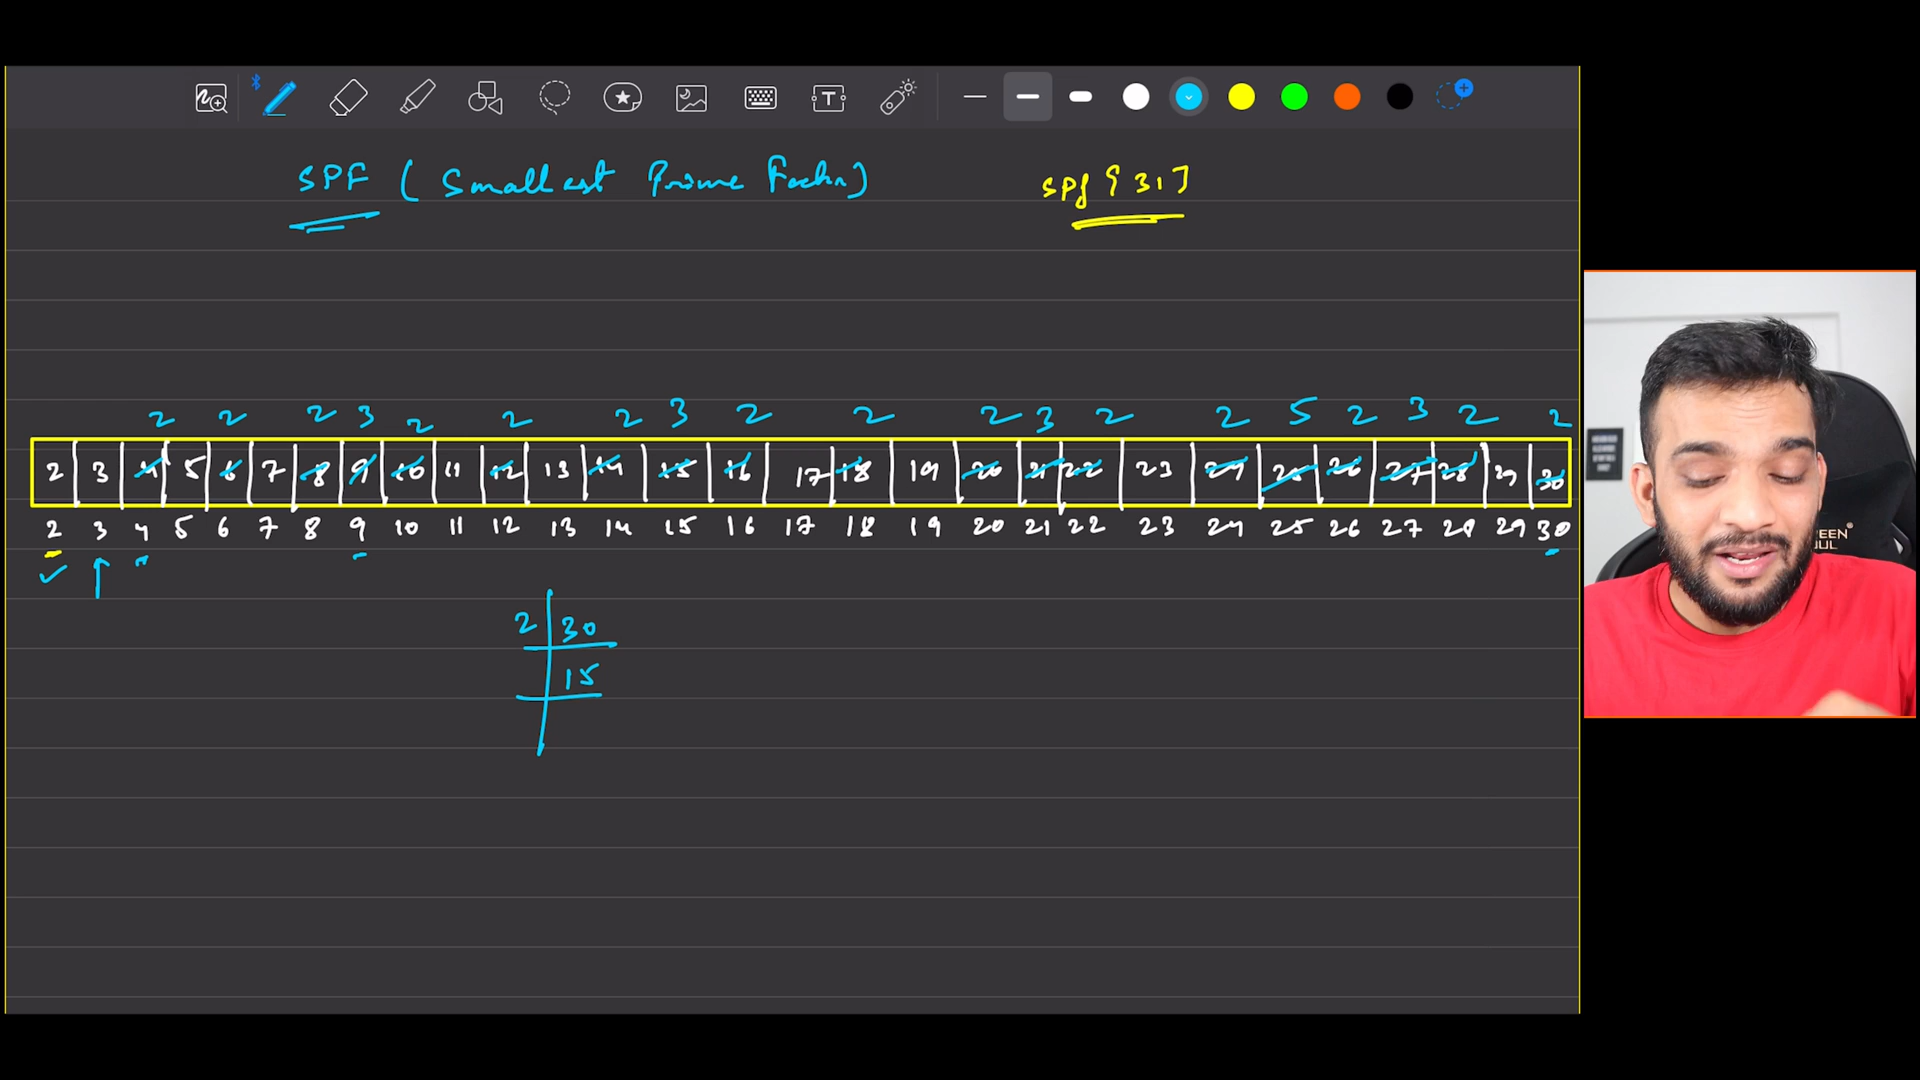 SPF (Smallest Prime Factor) spf[31]
2 2 2 3 2 2 2 3 2 2 2 3 2 2 5 2 3 2 2
2 3 4 5 6 7 8 9 10 11 12 13 14 15 16 17 18 19 20 21 22 23 24 25 26 27 28 29 30
2 3 4 5 6 7 8 9 10 11 12 13 14 15 16 17 18 19 20 21 22 23 24 25 26 27 28 29 30
2 30
15